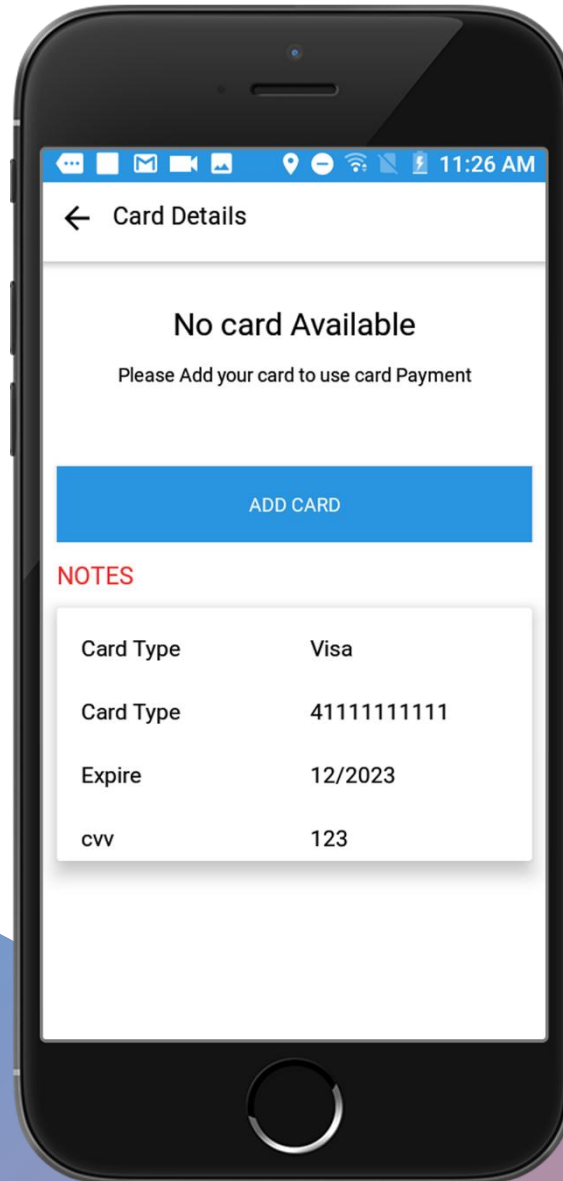 11:26 AM
Card Details
No card Available
Please Add your card to use card Payment
ADD CARD
NOTES
Card Type Visa
Card Type 41111111111
Expire 12/2023
cvv 123